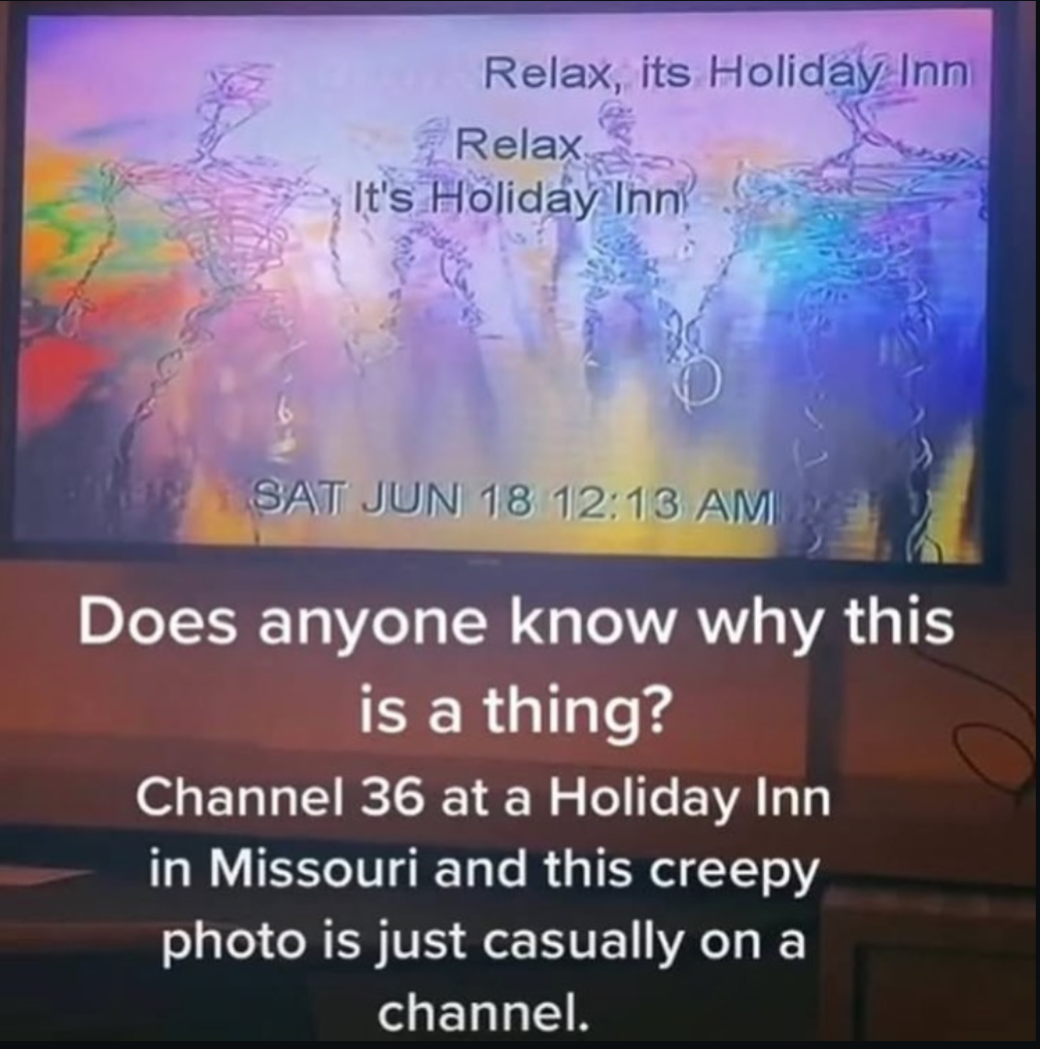 Relax, its Holiday Inn
Relax
It's Holiday Inn
SAT JUN 18 12:13 AM
Does anyone know why this
is a thing?
Channel 36 at a Holiday Inn
in Missouri and this creepy
photo is just casually on a
channel.